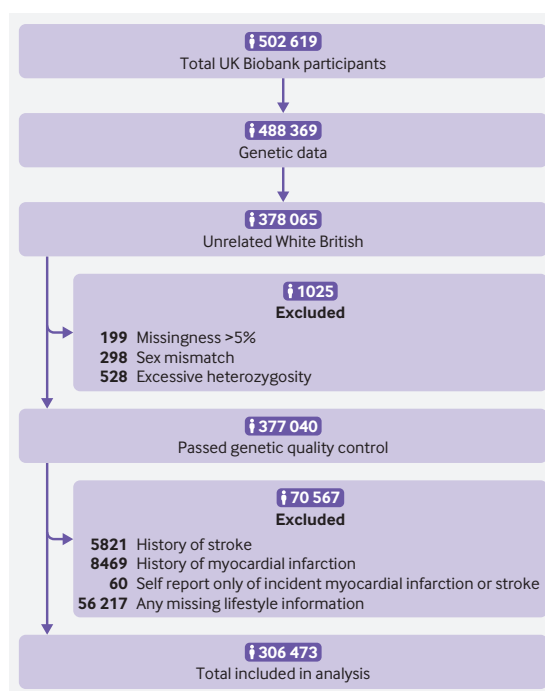 502 619
Total UK Biobank participants
488 369
Genetic data
378 065
Unrelated White British
1025
Excluded
199 Missingness >5%
298 Sex mismatch
528 Excessive heterozygosity
377 040
Passed genetic quality control
70 567
Excluded
5821 History of stroke
8469 History of myocardial infarction
60 Self report only of incident myocardial infarction or stroke
56 217 Any missing lifestyle information
306 473
Total included in analysis